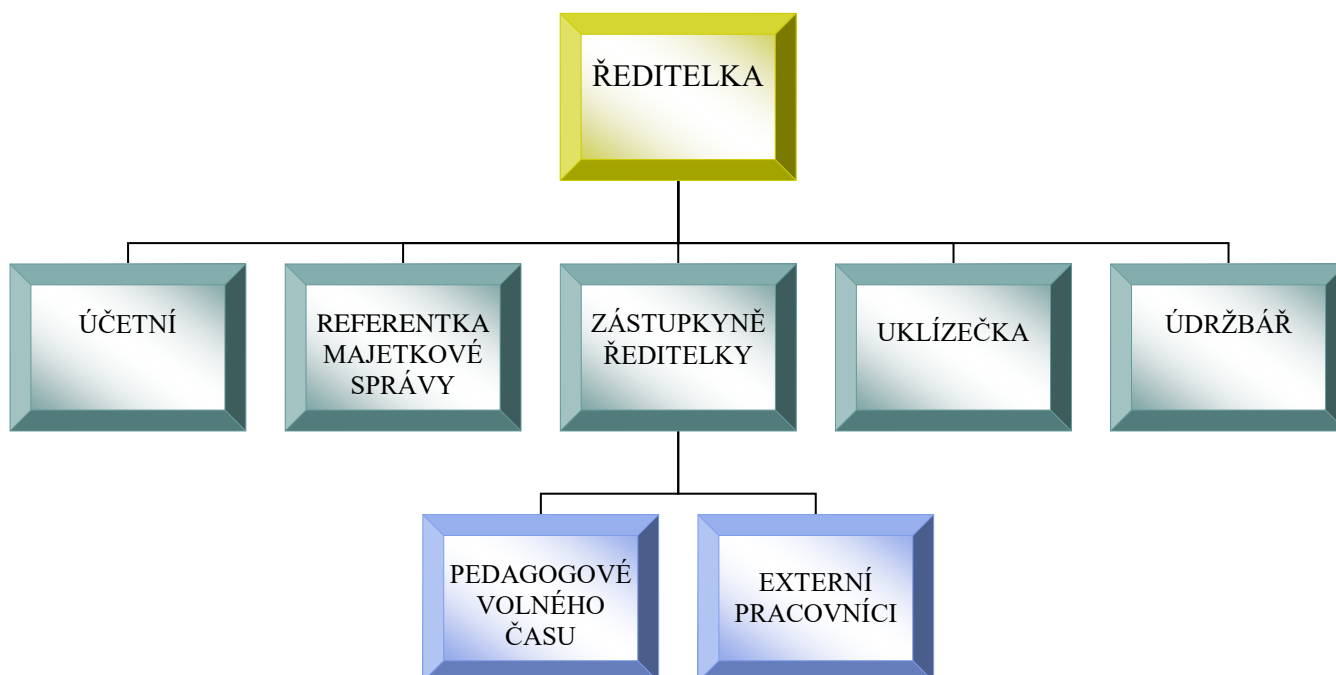 ŘEDITELKA
ÚČETNÍ
REFERENTKA
MAJETKOVÉ
SPRÁVY
ZÁSTUPKYNĚ
ŘEDITELKY
UKLÍZEČKA
ÚDRŽBÁŘ
PEDAGOGOVÉ
VOLNÉHO
ČASU
EXTERNÍ
PRACOVNÍCI